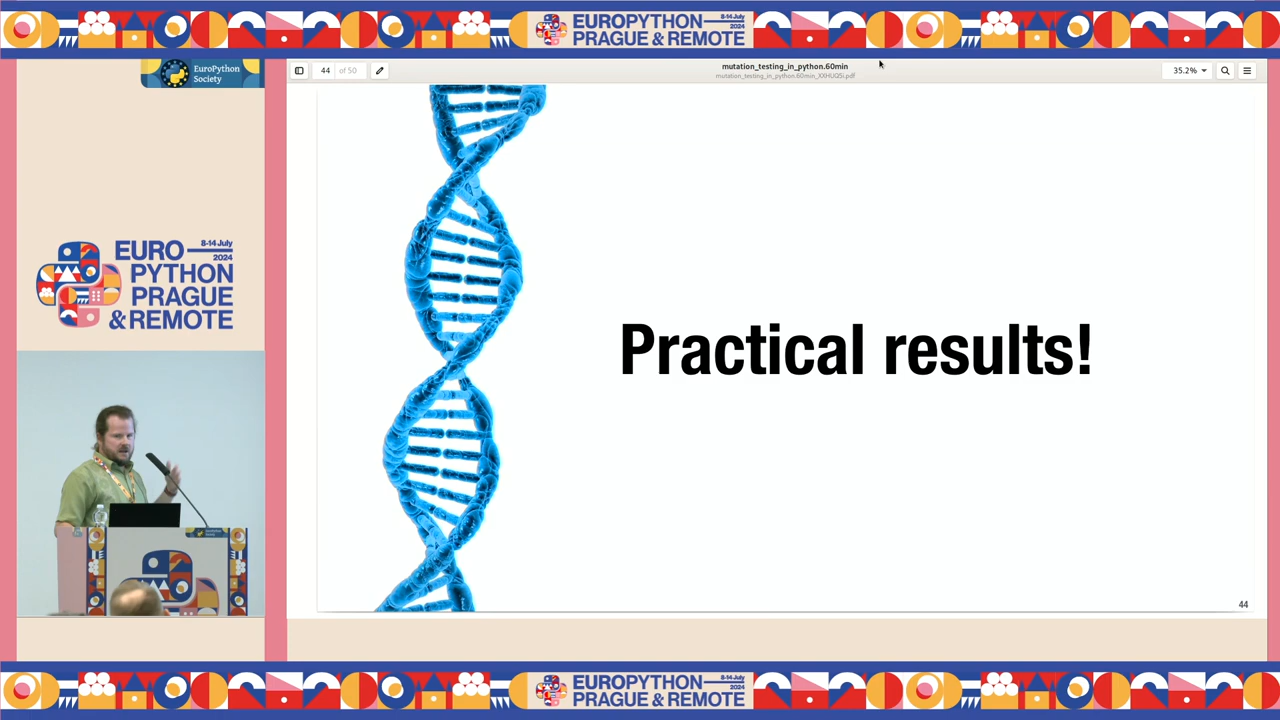 EUROPYTHON
PRAGUE & REMOTE
8-14 July
2024
EuroPython
Society
44 of 50
mutation_testing_in_python.60min
35.2%
EURO
PYTHON
PRAGUE
& REMOTE
8-14 July
2024
Practical results!
44
EUROPYTHON
PRAGUE & REMOTE
8-14 July
2024